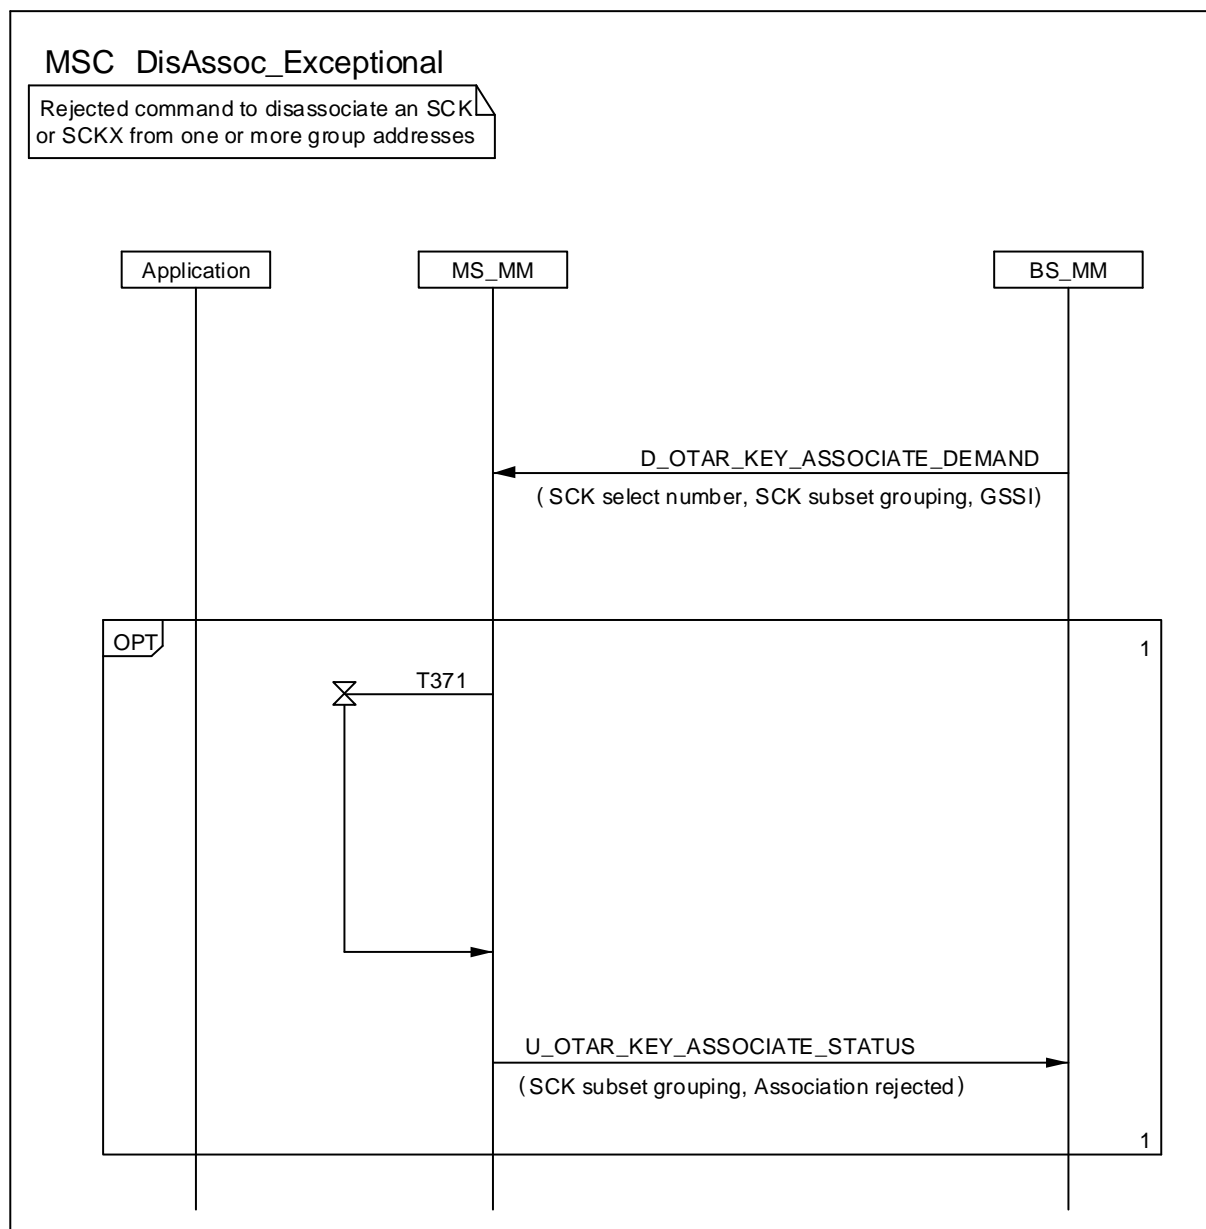 MSC DisAssoc_Exceptional
Rejected command to disassociate an SCK
or SCKX from one or more group addresses
Application
MS_MM
BS_MM
D_OTAR_KEY_ASSOCIATE_DEMAND
( SCK select number, SCK subset grouping, GSSI)
OPT
1
T371
U_OTAR_KEY_ASSOCIATE_STATUS
(SCK subset grouping, Association rejected)
1